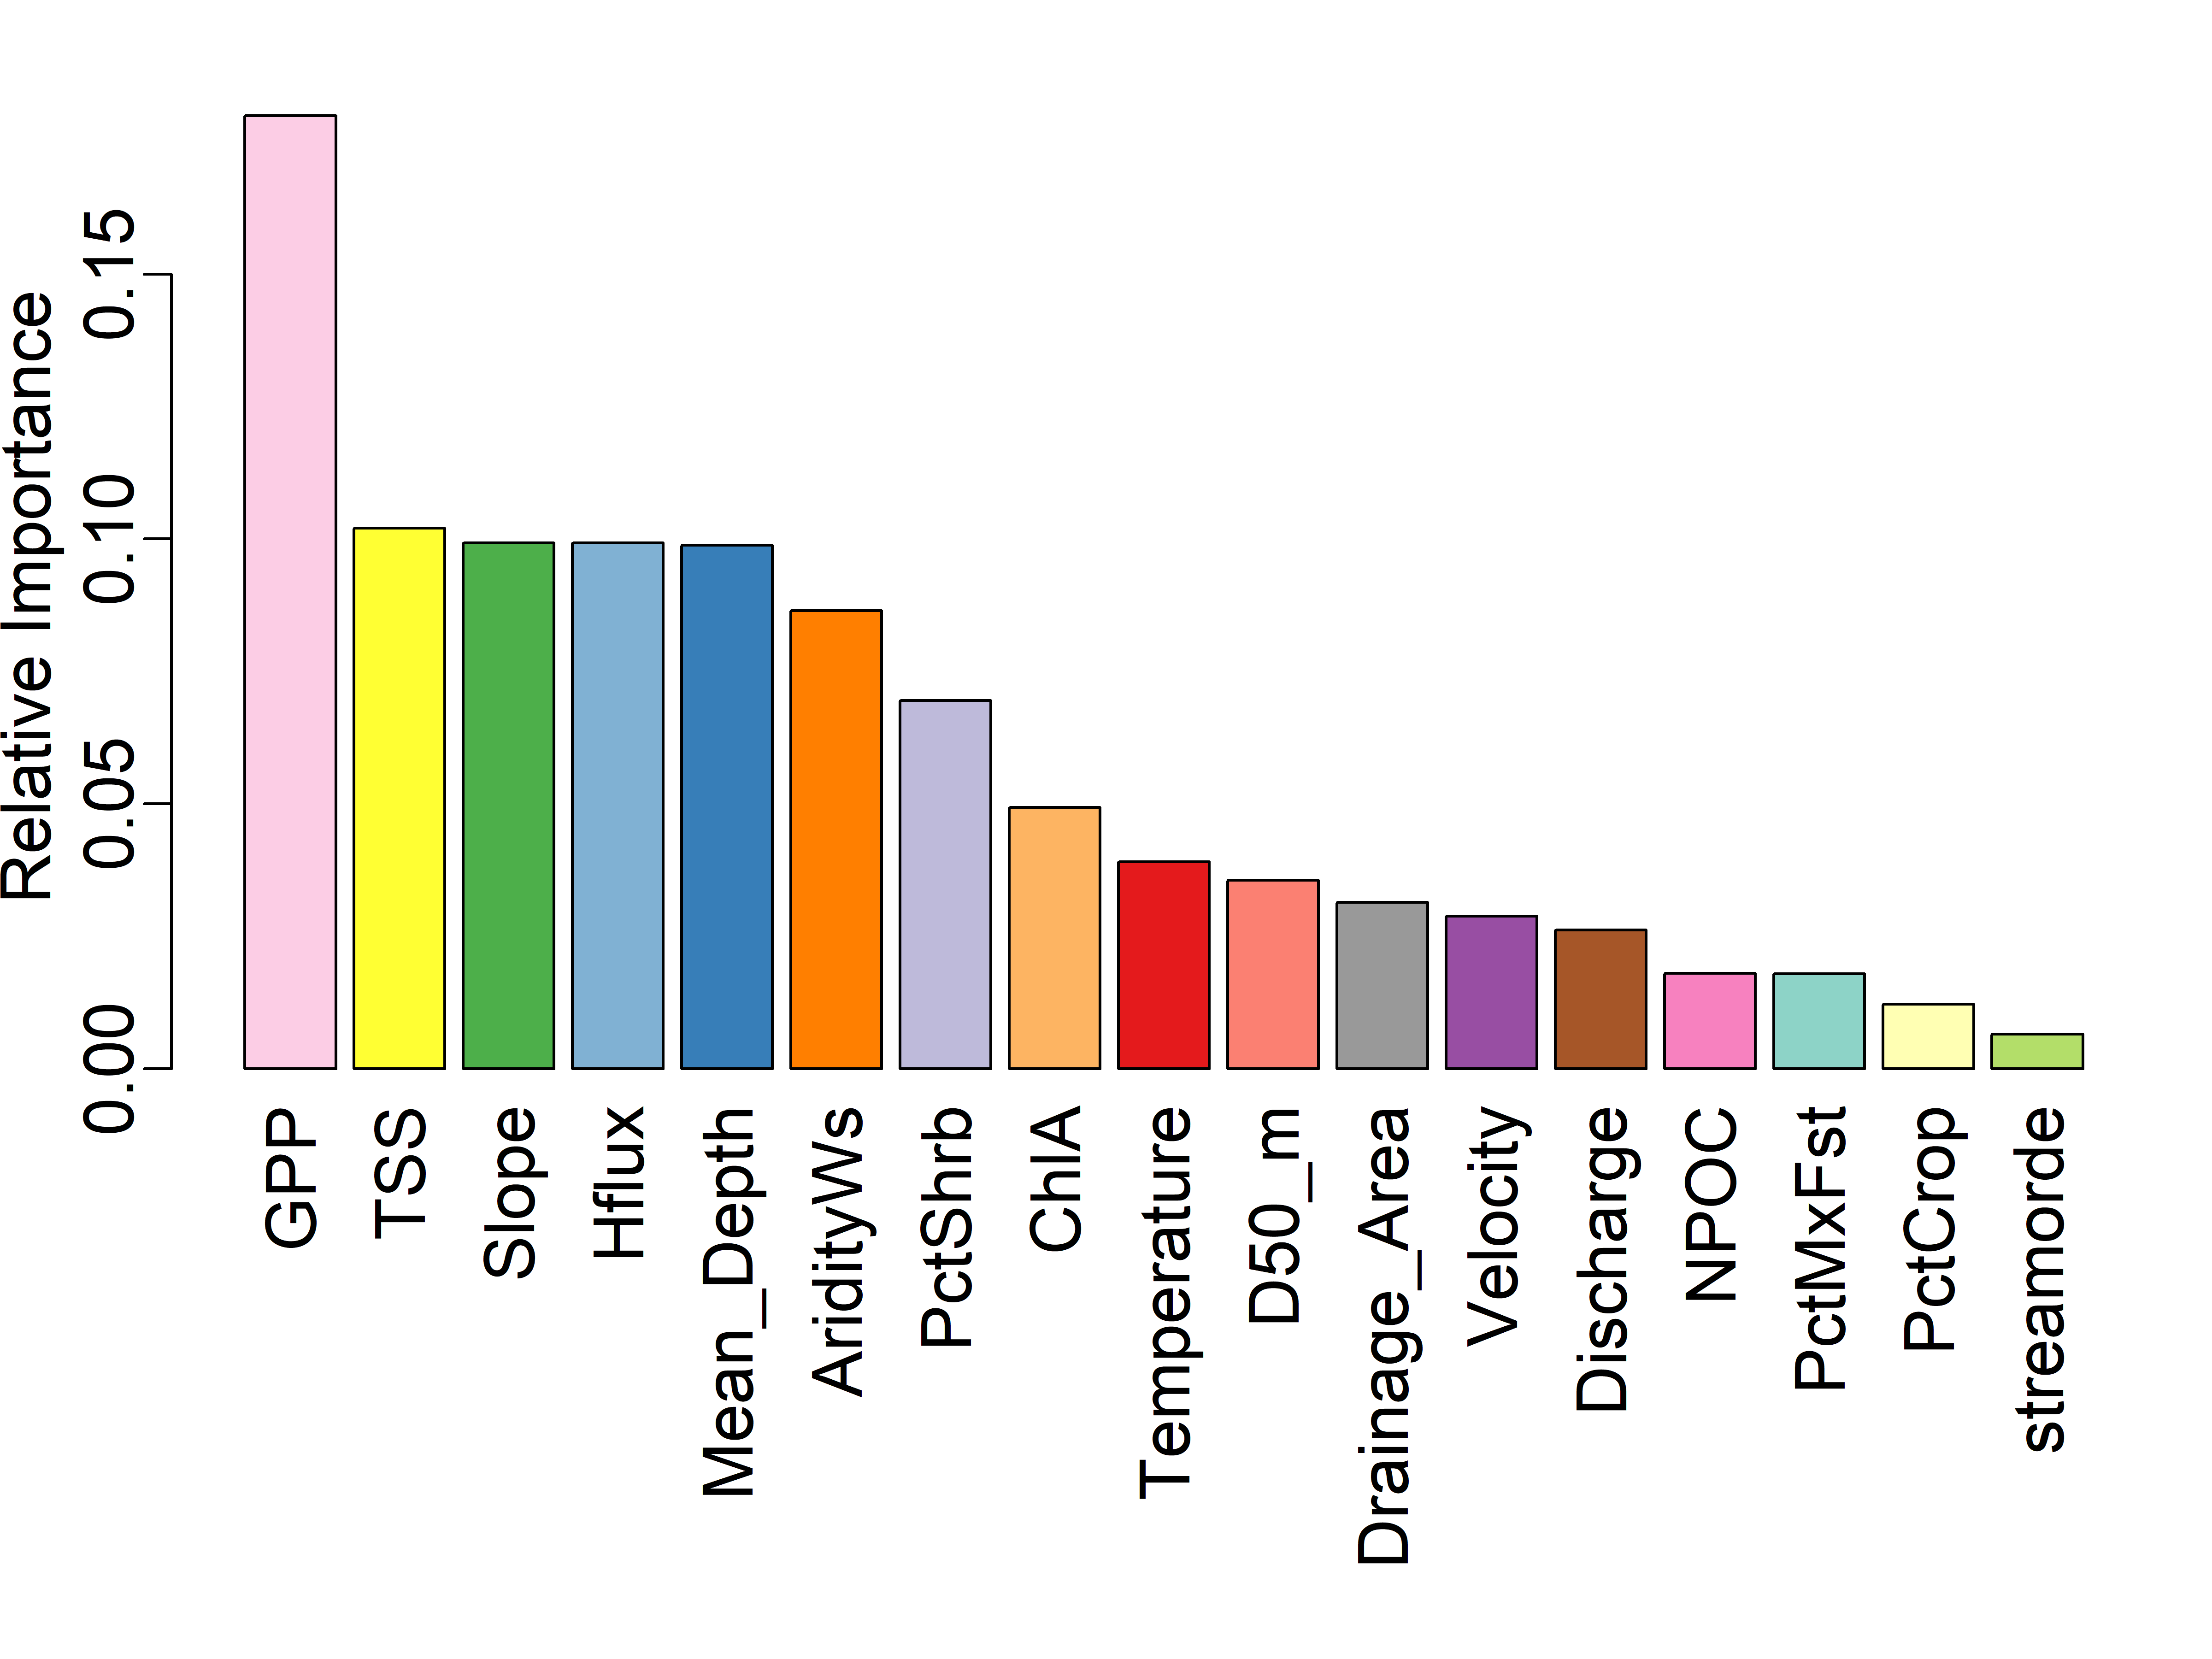 Relative Importance
0.15
0.10
0.05
0.00
GPP
TSS
Slope
Hflux
Mean_Depth
AridityWs
PctShrb
ChlA
Temperature
D50_m
Drainage_Area
Velocity
Discharge
NPOC
PctMxFst
PctCrop
streamorde